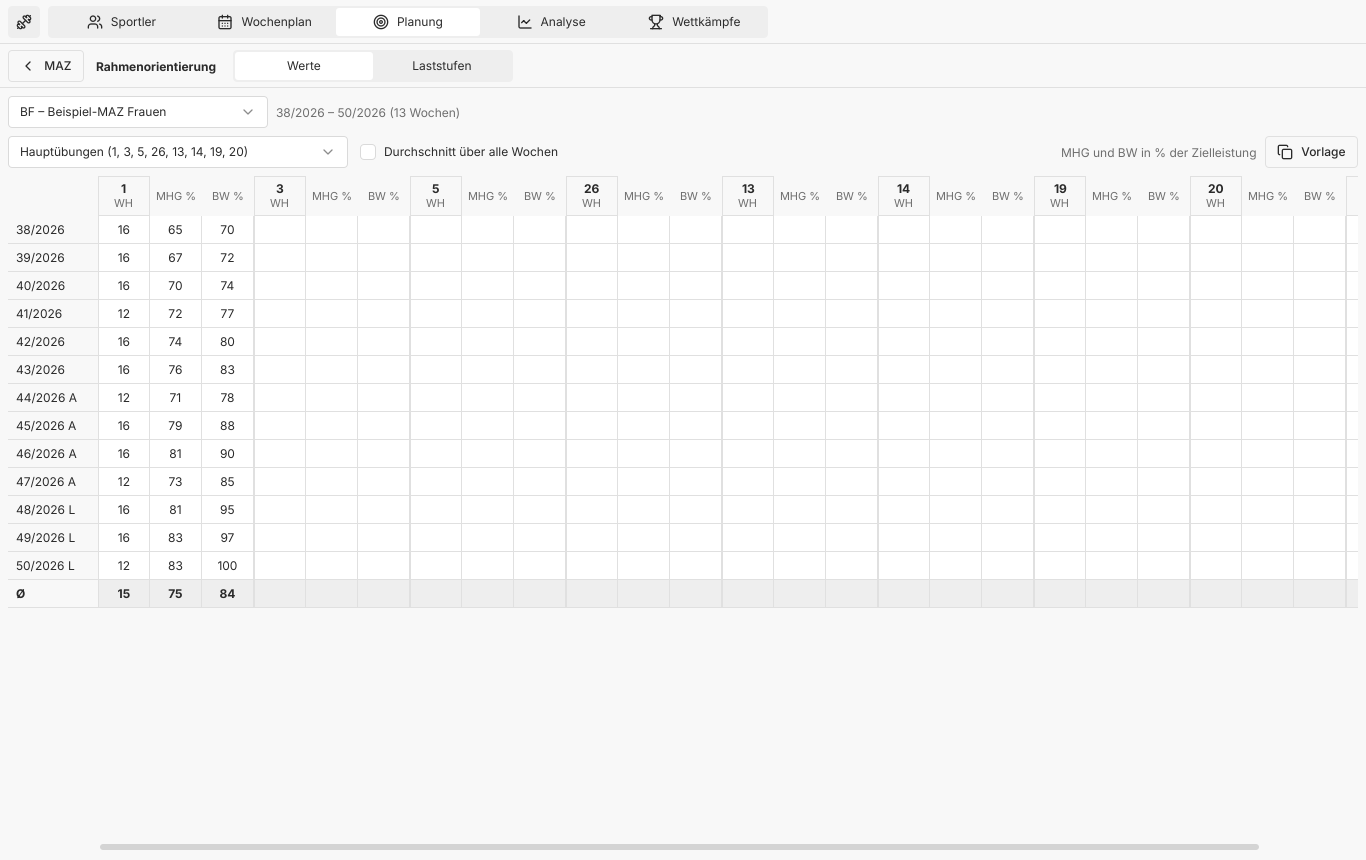 Sportler Wochenplan Planung Analyse Wettkämpfe
MAZ Rahmenorientierung Werte Laststufen
BF – Beispiel-MAZ Frauen 38/2026 – 50/2026 (13 Wochen)
Hauptübungen (1, 3, 5, 26, 13, 14, 19, 20) Durchschnitt über alle Wochen MHG und BW in % der Zielleistung Vorlage
1 WH MHG % BW % 3 WH MHG % BW % 5 WH MHG % BW % 26 WH MHG % BW % 13 WH MHG % BW % 14 WH MHG % BW % 19 WH MHG % BW % 20 WH MHG % BW %
38/2026 16 65 70
39/2026 16 67 72
40/2026 16 70 74
41/2026 12 72 77
42/2026 16 74 80
43/2026 16 76 83
44/2026 A 12 71 78
45/2026 A 16 79 88
46/2026 A 16 81 90
47/2026 A 12 73 85
48/2026 L 16 81 95
49/2026 L 16 83 97
50/2026 L 12 83 100
Ø 15 75 84